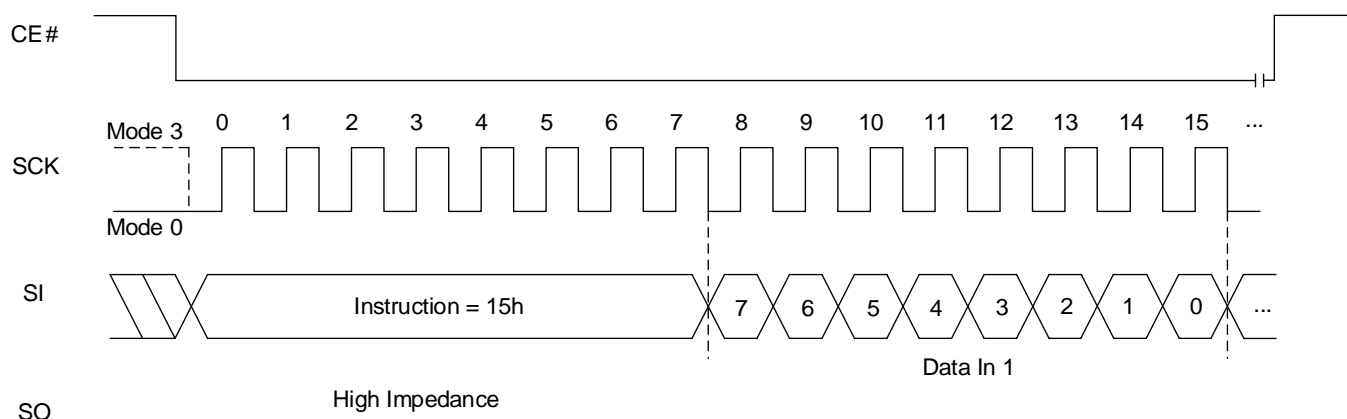 CE#
Mode 3 0 1 2 3 4 5 6 7 8 9 10 11 12 13 14 15 ...
SCK
Mode 0
SI Instruction = 15h 7 6 5 4 3 2 1 0 ...
Data In 1
High Impedance
SO